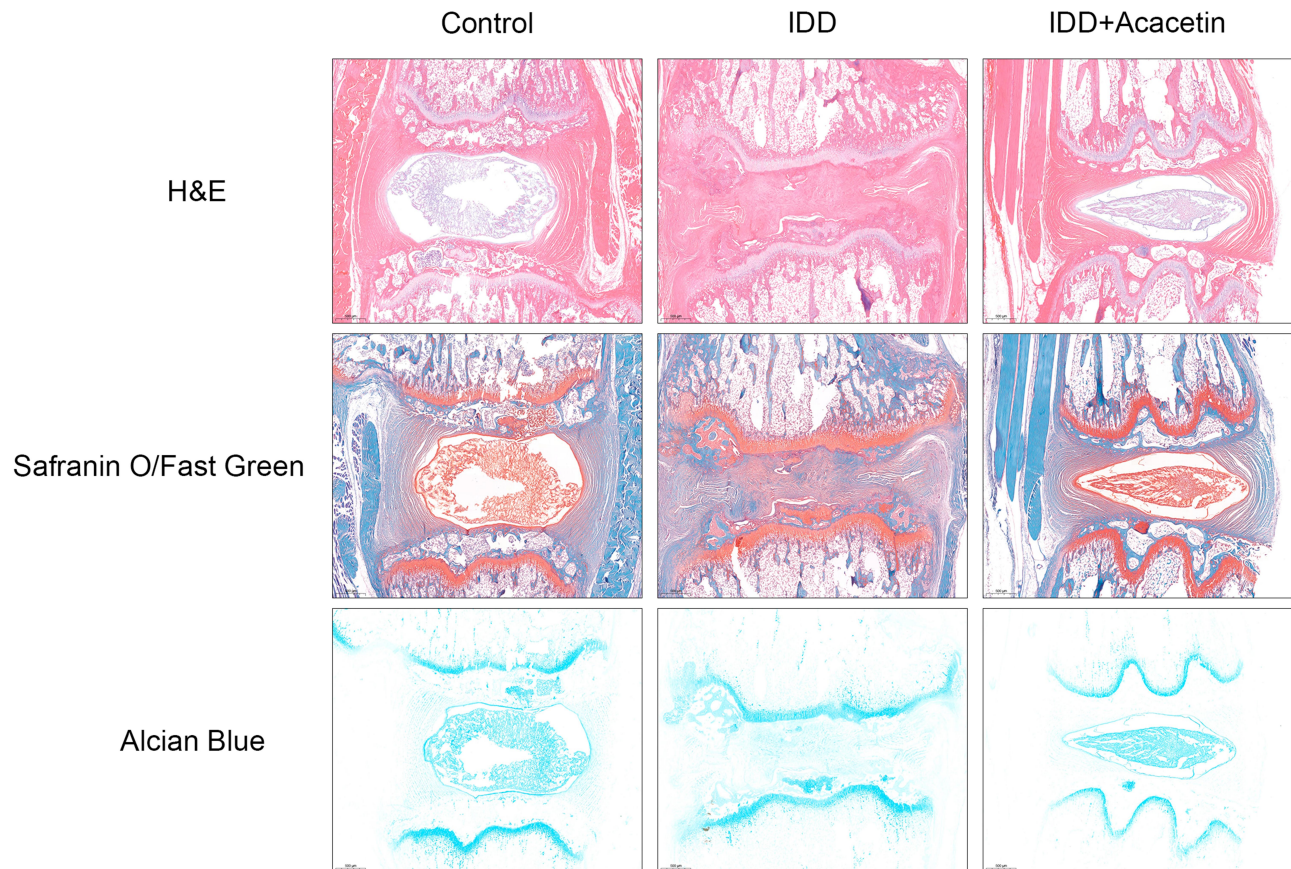 Control IDD IDD+Acacetin
H&E
Safranin O/Fast Green
Alcian Blue